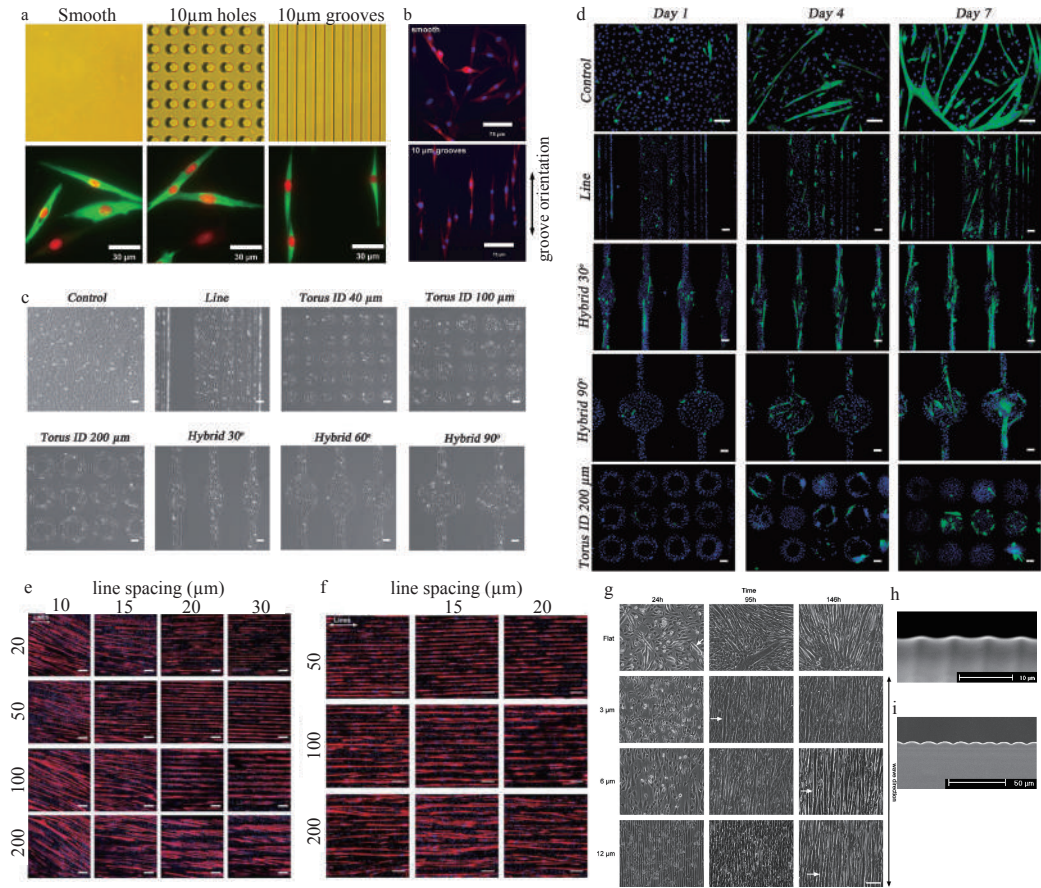 a
Smooth
10µm holes
10µm grooves
30 µm
30 µm
30 µm
b
smooth
75 µm
10 µm grooves
75 µm
groove orientation
c
Control
Line
Torus ID 40 µm
Torus ID 100 µm
Torus ID 200 µm
Hybrid 30°
Hybrid 60°
Hybrid 90°
d
Day 1
Day 4
Day 7
Control
Line
Hybrid 30°
Hybrid 90°
Torus ID 200 µm
e
line spacing (µm)
10
15
20
30
20
50
100
200
f
line spacing (µm)
15
20
Lines
50
100
200
g
Time
24h
95h
146h
Flat
3 µm
6 µm
12 µm
wave direction
h
10 µm
i
50 µm